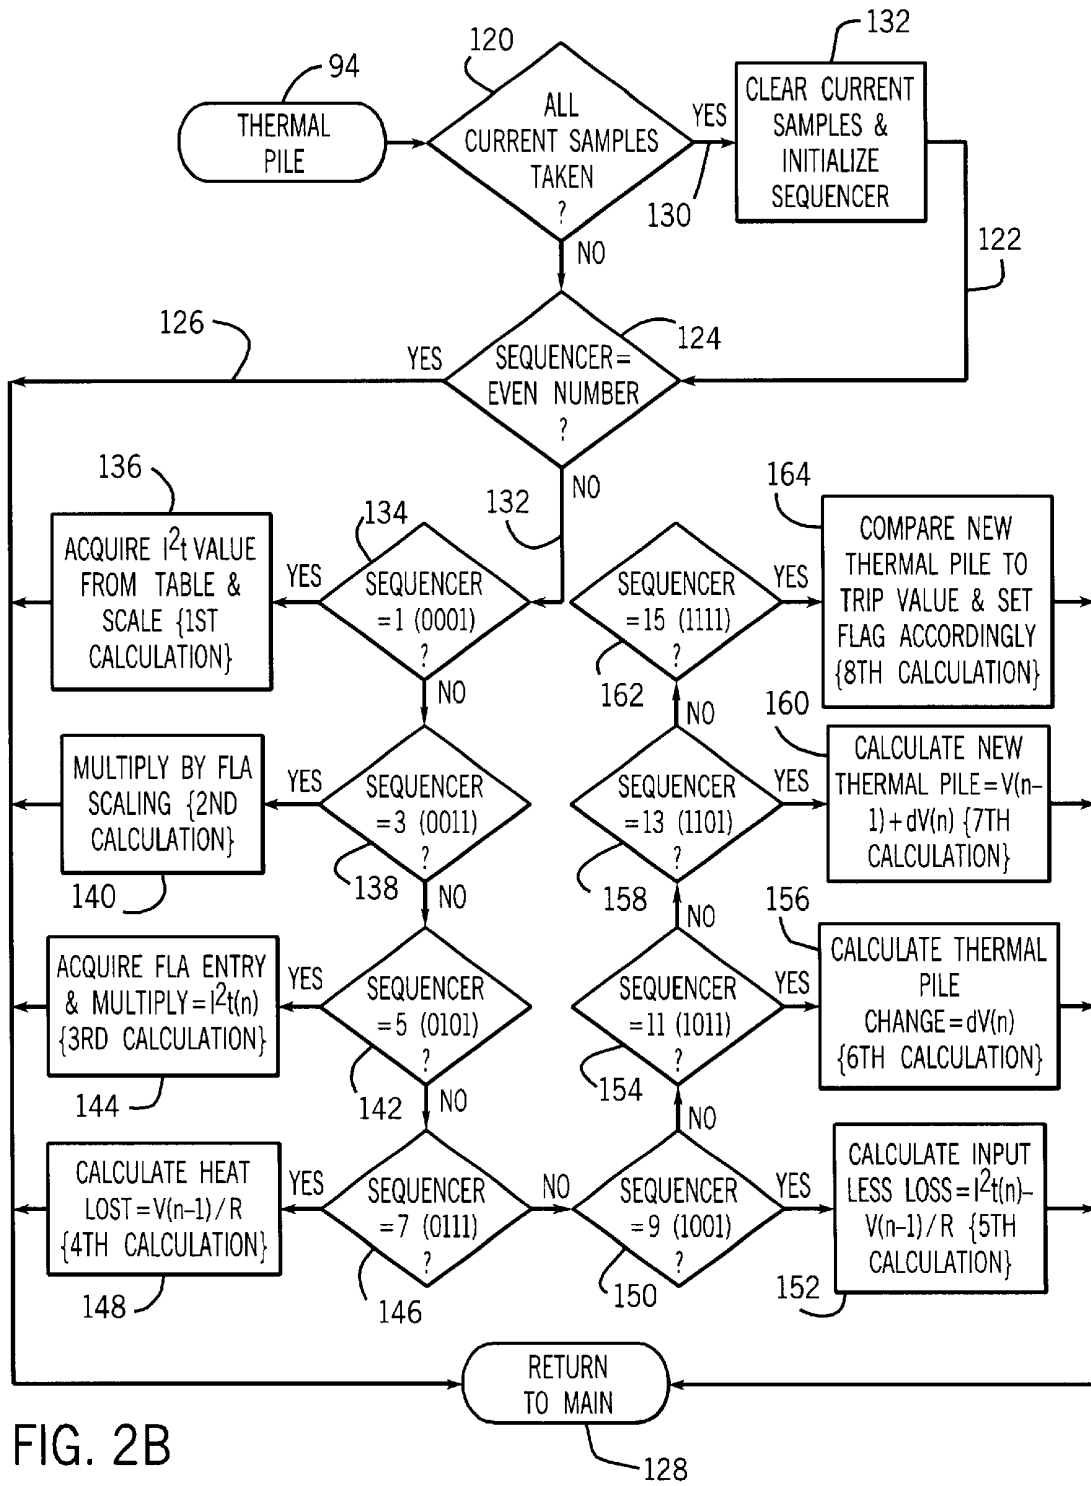 132
120
94
THERMAL
PILE
ALL
CURRENT SAMPLES
TAKEN
?
YES
130
CLEAR CURRENT
SAMPLES &
INITIALIZE
SEQUENCER
122
NO
126
YES
SEQUENCER=
EVEN NUMBER
?
124
NO
132
136
ACQUIRE I²t VALUE
FROM TABLE &
SCALE {1ST
CALCULATION}
YES
134
SEQUENCER
=1 (0001)
?
NO
SEQUENCER
=15 (1111)
?
162
YES
164
COMPARE NEW
THERMAL PILE TO
TRIP VALUE & SET
FLAG ACCORDINGLY
{8TH CALCULATION}
NO
MULTIPLY BY FLA
SCALING {2ND
CALCULATION}
140
YES
SEQUENCER
=3 (0011)
?
138
NO
SEQUENCER
=13 (1101)
?
158
YES
160
CALCULATE NEW
THERMAL PILE=V(n–
1)+dV(n) {7TH
CALCULATION}
NO
ACQUIRE FLA ENTRY
& MULTIPLY=I²t(n)
{3RD CALCULATION}
144
YES
SEQUENCER
=5 (0101)
?
142
NO
SEQUENCER
=11 (1011)
?
154
YES
156
CALCULATE THERMAL
PILE
CHANGE=dV(n)
{6TH CALCULATION}
NO
CALCULATE HEAT
LOST=V(n–1)/R
{4TH CALCULATION}
148
YES
SEQUENCER
=7 (0111)
?
146
NO
SEQUENCER
=9 (1001)
?
150
YES
CALCULATE INPUT
LESS LOSS=I²t(n)–
V(n–1)/R {5TH
CALCULATION}
152
RETURN
TO MAIN
128
FIG. 2B